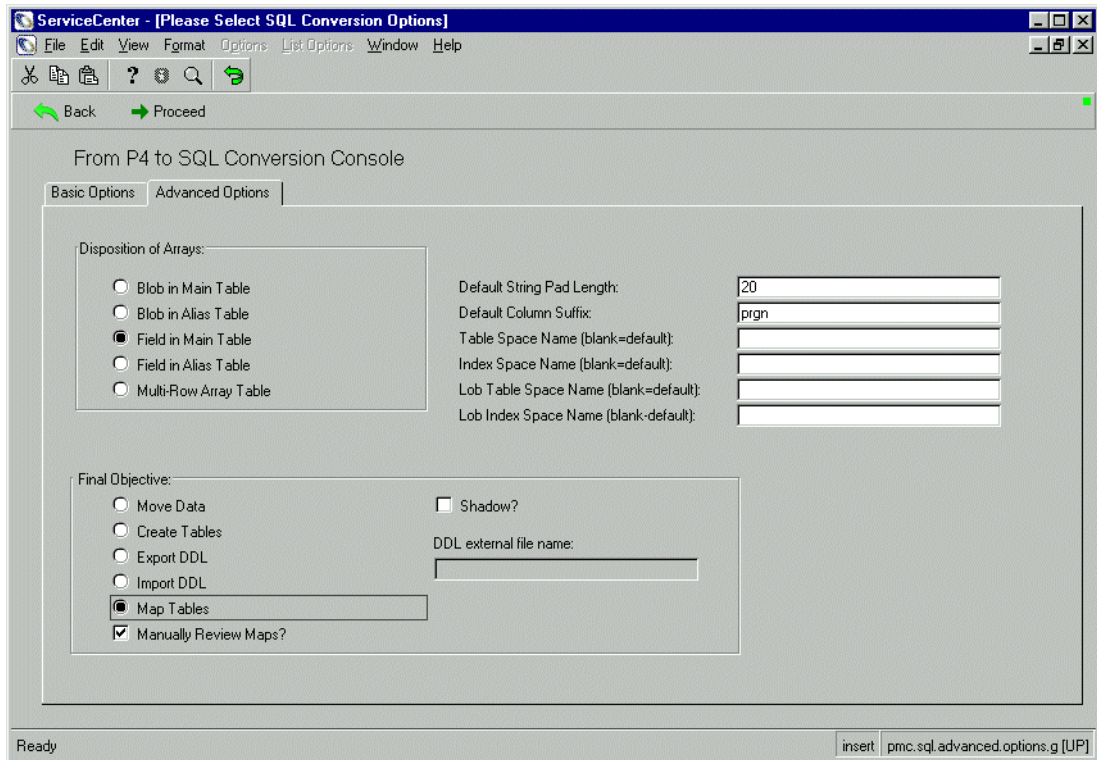 ServiceCenter - [Please Select SQL Conversion Options]
File Edit View Format Options List Options Window Help
?
Back Proceed
From P4 to SQL Conversion Console
Basic Options Advanced Options
Disposition of Arrays:
Blob in Main Table
Blob in Alias Table
Field in Main Table
Field in Alias Table
Multi-Row Array Table
Default String Pad Length: 20
Default Column Suffix: prgn
Table Space Name (blank=default):
Index Space Name (blank=default):
Lob Table Space Name (blank=default):
Lob Index Space Name (blank-default):
Final Objective:
Move Data
Create Tables
Export DDL
Import DDL
Map Tables
Manually Review Maps?
Shadow?
DDL external file name:
Ready insert pmc.sql.advanced.options.g [UP]